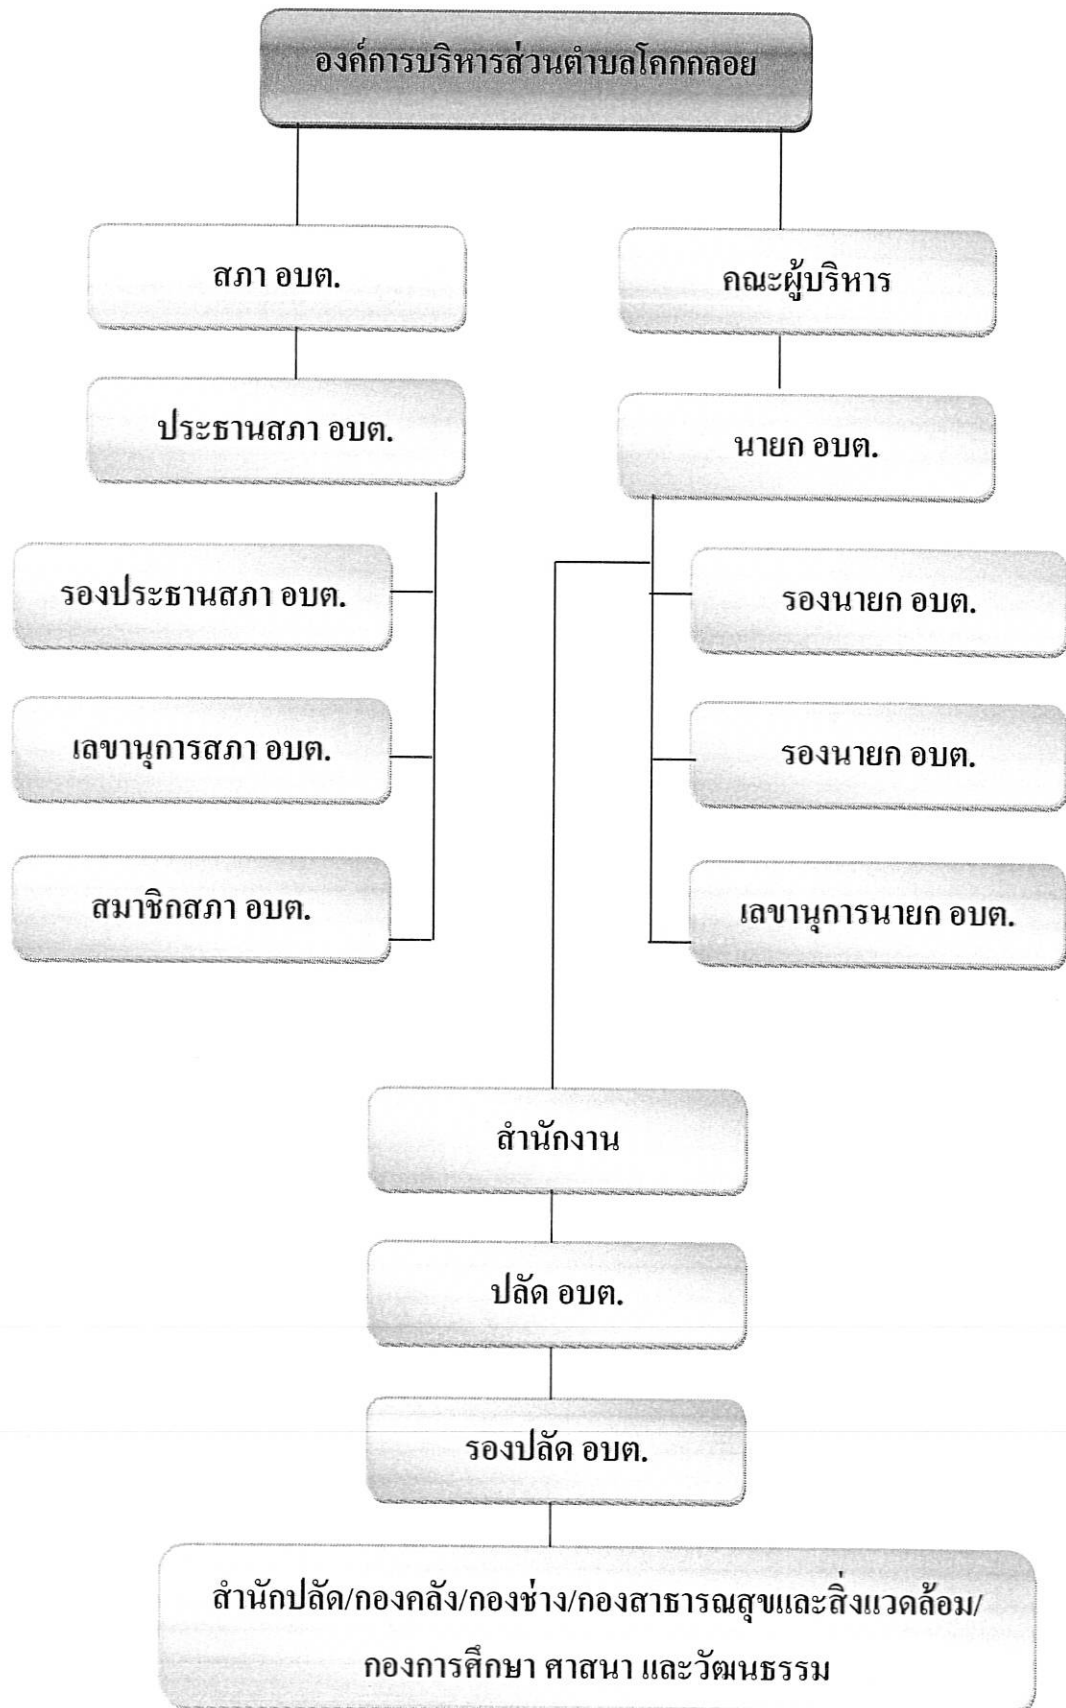 องค์การบริหารส่วนตำบลโคกกลอย
สภา อบต.
คณะผู้บริหาร
ประธานสภา อบต.
นายก อบต.
รองประธานสภา อบต.
รองนายก อบต.
เลขานุการสภา อบต.
รองนายก อบต.
สมาชิกสภา อบต.
เลขานุการนายก อบต.
สำนักงาน
ปลัด อบต.
รองปลัด อบต.
สำนักปลัด/กองคลัง/กองช่าง/กองสาธารณสุขและสิ่งแวดล้อม/
กองการศึกษา ศาสนา และวัฒนธรรม